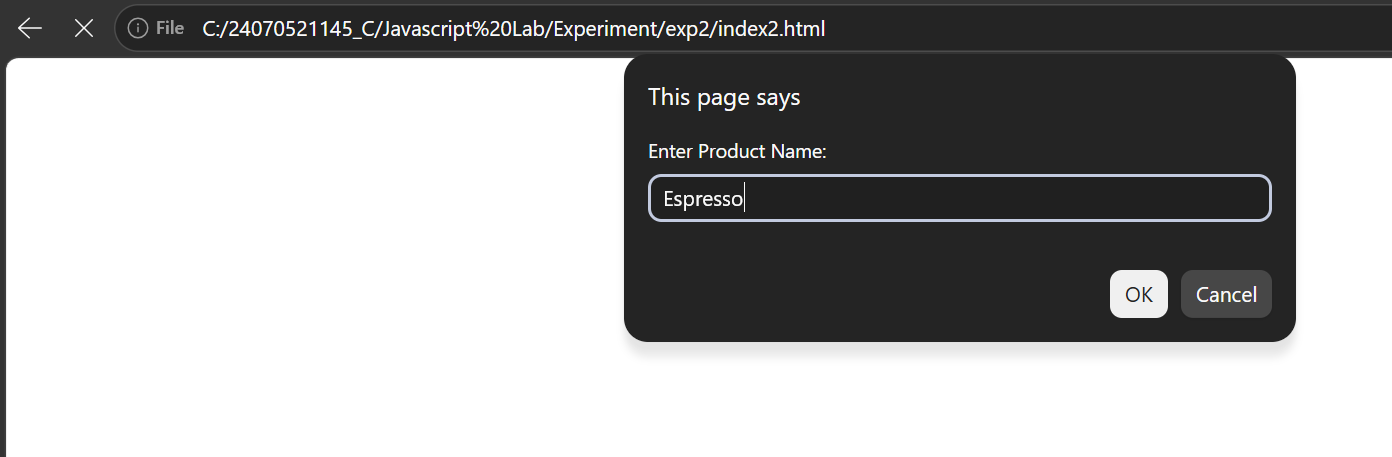 File C:/24070521145_C/Javascript%20Lab/Experiment/exp2/index2.html
This page says
Enter Product Name:
Espresso
OK Cancel